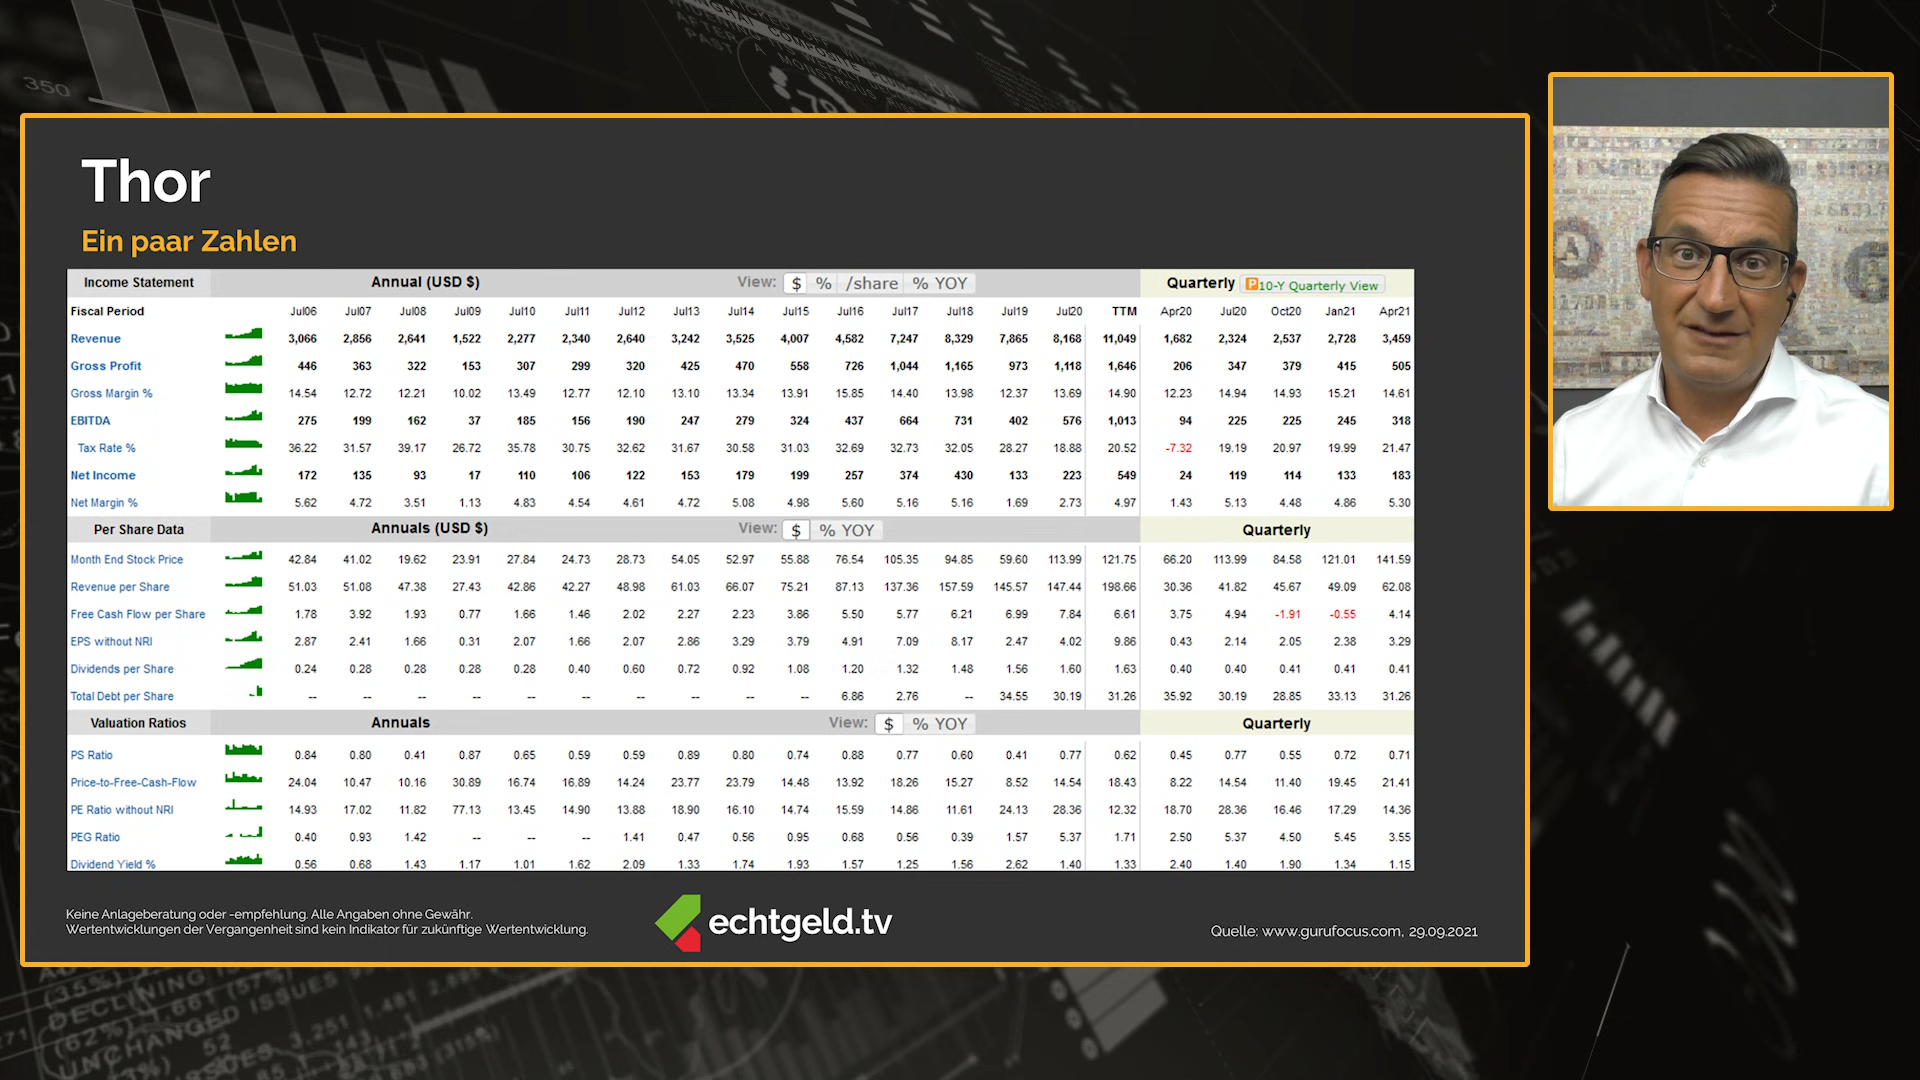 350
Thor
Ein paar Zahlen
Income Statement Annual (USD $) View: $ % /share % YOY Quarterly P 10-Y Quarterly View
Fiscal Period Jul06 Jul07 Jul08 Jul09 Jul10 Jul11 Jul12 Jul13 Jul14 Jul15 Jul16 Jul17 Jul18 Jul19 Jul20 TTM Apr20 Jul20 Oct20 Jan21 Apr21
Revenue 3,066 2,856 2,641 1,522 2,277 2,340 2,640 3,242 3,525 4,007 4,582 7,247 8,329 7,865 8,168 11,049 1,682 2,324 2,537 2,728 3,459
Gross Profit 446 363 322 153 307 299 320 425 470 558 726 1,044 1,165 973 1,118 1,646 206 347 379 415 505
Gross Margin % 14.54 12.72 12.21 10.02 13.49 12.77 12.10 13.10 13.34 13.91 15.85 14.40 13.98 12.37 13.69 14.90 12.23 14.94 14.93 15.21 14.61
EBITDA 275 199 162 37 185 156 190 247 279 324 437 664 731 402 576 1,013 94 225 225 245 318
Tax Rate % 36.22 31.57 39.17 26.72 35.78 30.75 32.62 31.67 30.58 31.03 32.69 32.73 32.05 28.27 18.88 20.52 -7.32 19.19 20.97 19.99 21.47
Net Income 172 135 93 17 110 106 122 153 179 199 257 374 430 133 223 549 24 119 114 133 183
Net Margin % 5.62 4.72 3.51 1.13 4.83 4.54 4.61 4.72 5.08 4.98 5.60 5.16 5.16 1.69 2.73 4.97 1.43 5.13 4.48 4.86 5.30
Per Share Data Annuals (USD $) View: $ % YOY Quarterly
Month End Stock Price 42.84 41.02 19.62 23.91 27.84 24.73 28.73 54.05 52.97 55.88 76.54 105.35 94.85 59.60 113.99 121.75 66.20 113.99 84.58 121.01 141.59
Revenue per Share 51.03 51.08 47.38 27.43 42.86 42.27 48.98 61.03 66.07 75.21 87.13 137.36 157.59 145.57 147.44 198.66 30.36 41.82 45.67 49.09 62.08
Free Cash Flow per Share 1.78 3.92 1.93 0.77 1.66 1.46 2.02 2.27 2.23 3.86 5.50 5.77 6.21 6.99 7.84 6.61 3.75 4.94 -1.91 -0.55 4.14
EPS without NRI 2.87 2.41 1.66 0.31 2.07 1.66 2.07 2.86 3.29 3.79 4.91 7.09 8.17 2.47 4.02 9.86 0.43 2.14 2.05 2.38 3.29
Dividends per Share 0.24 0.28 0.28 0.28 0.28 0.40 0.60 0.72 0.92 1.08 1.20 1.32 1.48 1.56 1.60 1.63 0.40 0.40 0.41 0.41 0.41
Total Debt per Share -- -- -- -- -- -- -- -- -- -- 6.86 2.76 -- 34.55 30.19 31.26 35.92 30.19 28.85 33.13 31.26
Valuation Ratios Annuals View: $ % YOY Quarterly
PS Ratio 0.84 0.80 0.41 0.87 0.65 0.59 0.59 0.89 0.80 0.74 0.88 0.77 0.60 0.41 0.77 0.62 0.45 0.77 0.55 0.72 0.71
Price-to-Free-Cash-Flow 24.04 10.47 10.16 30.89 16.74 16.89 14.24 23.77 23.79 14.48 13.92 18.26 15.27 8.52 14.54 18.43 8.22 14.54 11.40 19.45 21.41
PE Ratio without NRI 14.93 17.02 11.82 77.13 13.45 14.90 13.88 18.90 16.10 14.74 15.59 14.86 11.61 24.13 28.36 12.32 18.70 28.36 16.46 17.29 14.36
PEG Ratio 0.40 0.93 1.42 -- -- -- 1.41 0.47 0.56 0.95 0.68 0.56 0.39 1.57 5.37 1.71 2.50 5.37 4.50 5.45 3.55
Dividend Yield % 0.56 0.68 1.43 1.17 1.01 1.62 2.09 1.33 1.74 1.93 1.57 1.25 1.56 2.62 1.40 1.33 2.40 1.40 1.90 1.34 1.15
Keine Anlageberatung oder -empfehlung. Alle Angaben ohne Gewähr.
Wertentwicklungen der Vergangenheit sind kein Indikator für zukünftige Wertentwicklung.
echtgeld.tv
Quelle: www.gurufocus.com, 29.09.2021
DECLINING
UNCHANGED ISSUES